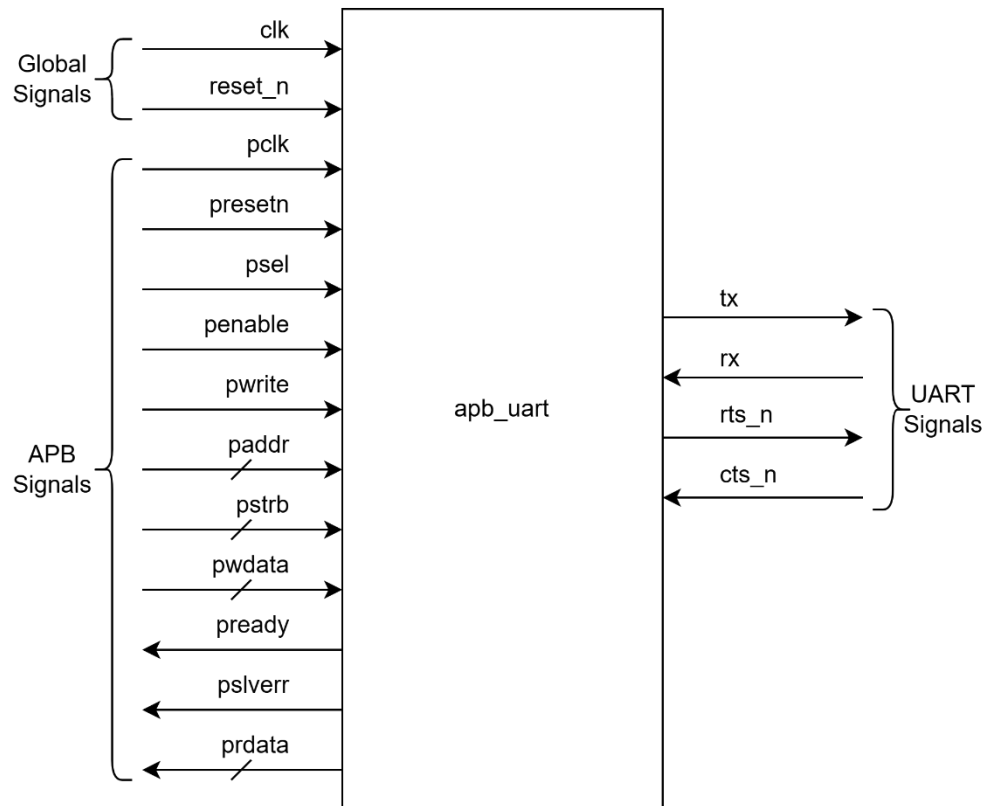 Global
Signals
clk
reset_n
APB
Signals
pclk
presetn
psel
penable
pwrite
paddr
pstrb
pwdata
pready
pslverr
prdata
apb_uart
tx
rx
rts_n
cts_n
UART
Signals